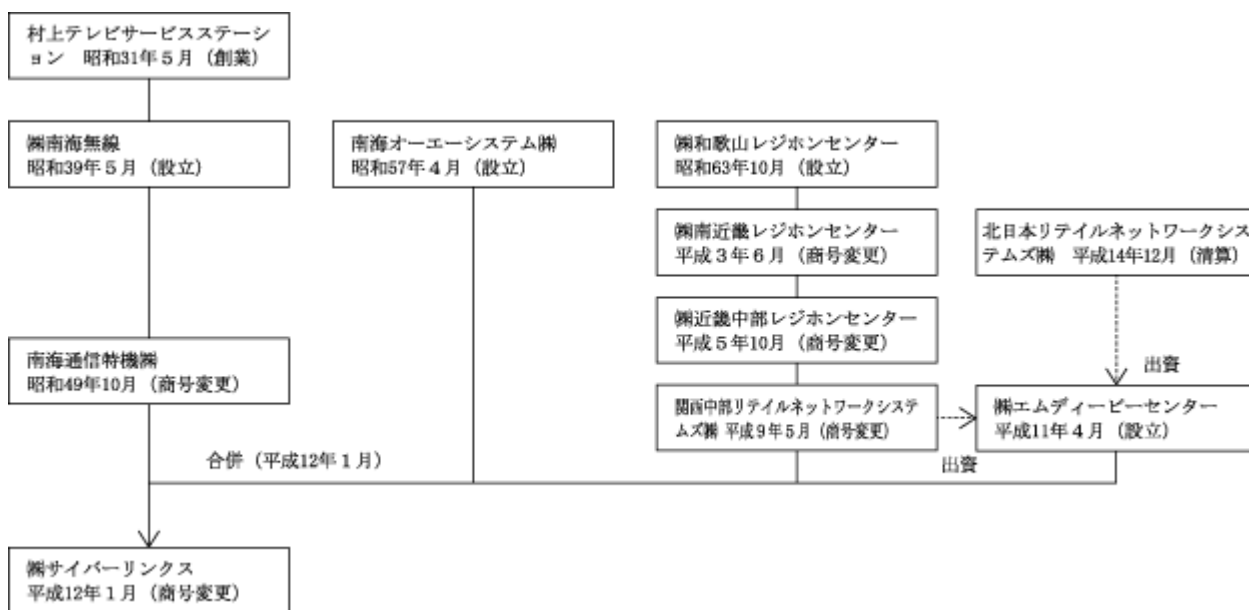 村上テレビサービスステーシ
ョン　昭和31年５月（創業）
㈱南海無線
昭和39年５月（設立）
南海オーエーシステム㈱
昭和57年４月（設立）
㈱和歌山レジホンセンター
昭和63年10月（設立）
㈱南近畿レジホンセンター
平成３年６月（商号変更）
北日本リテイルネットワークシス
テムズ㈱　平成14年12月（清算）
㈱近畿中部レジホンセンター
平成５年10月（商号変更）
南海通信特機㈱
昭和49年10月（商号変更）
出資
関西中部リテイルネットワークシステ
ムズ㈱ 平成９年５月（商号変更）
㈱エムディービーセンター
平成11年４月（設立）
合併（平成12年１月）
出資
㈱サイバーリンクス
平成12年１月（商号変更）